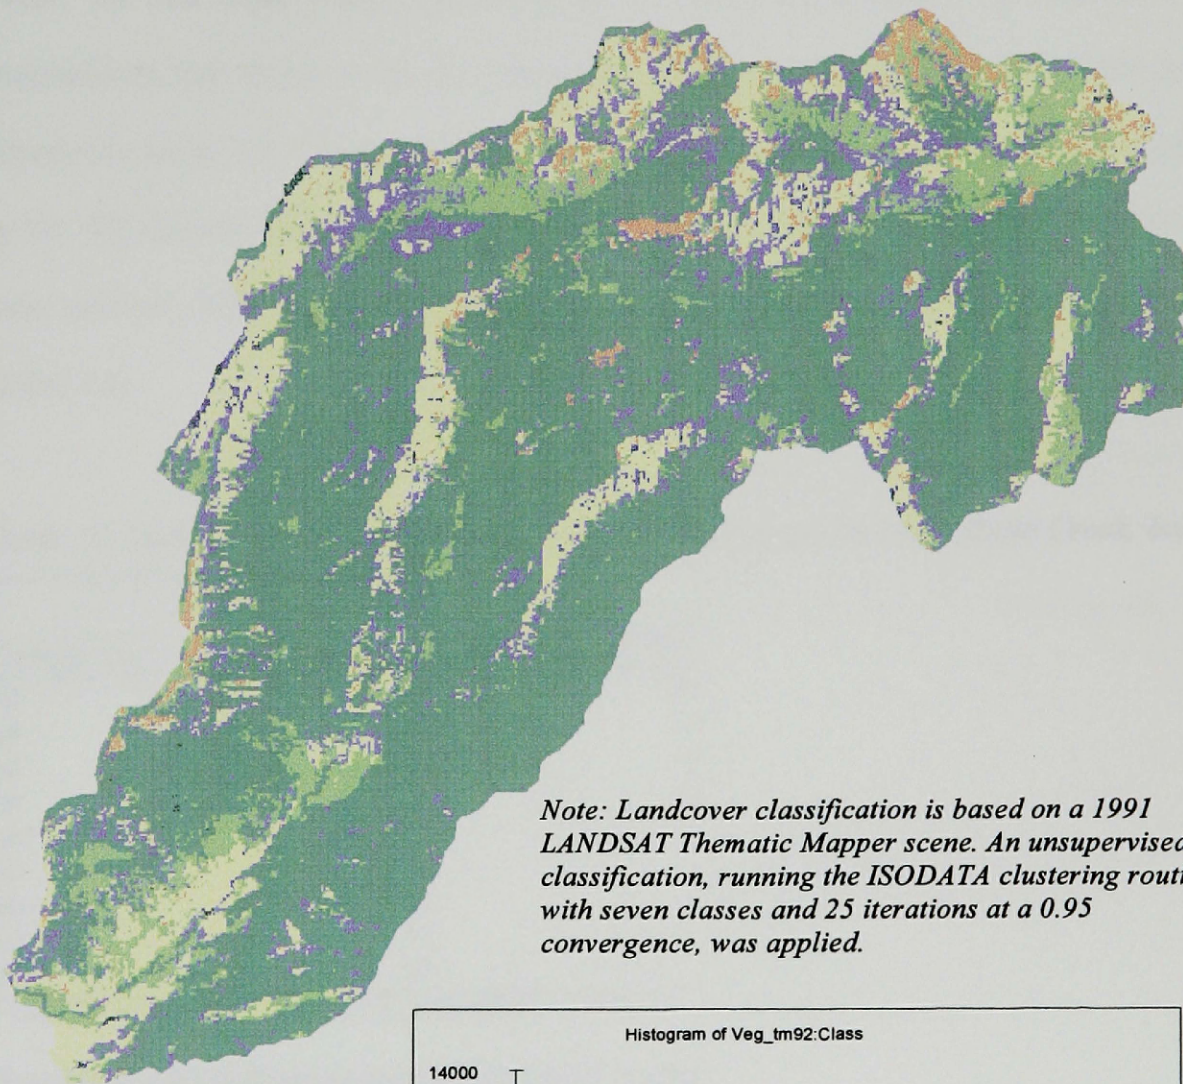 Note: Landcover classification is based on a 1991
LANDSAT Thematic Mapper scene. An unsupervised
classification, running the ISODATA clustering
with seven classes and 25 iterations at a 0.95
convergence, was applied.
Histogram of Veg_tm92:Class
14000